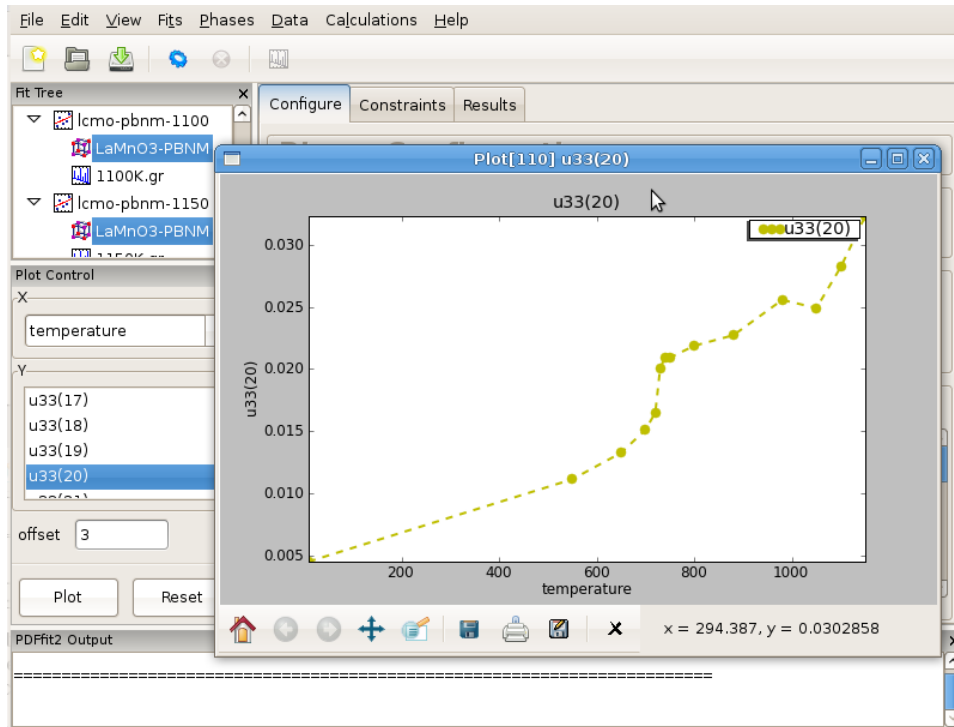 File Edit View Fits Phases Data Calculations Help
Fit Tree x
Configure Constraints Results
lcmo-pbnm-1100
LaMnO3-PBNM
1100K.gr
lcmo-pbnm-1150
LaMnO3-PBNM
1150K.gr
Plot Control
X
temperature
Y
u33(17)
u33(18)
u33(19)
u33(20)
offset 3
Plot Reset
Plot[110] u33(20)
u33(20)
u33(20)
u33(20)
0.030
0.025
0.020
0.015
0.010
0.005
200 400 600 800 1000
temperature
x = 294.387, y = 0.0302858
PDFfit2 Output
=========================================================================